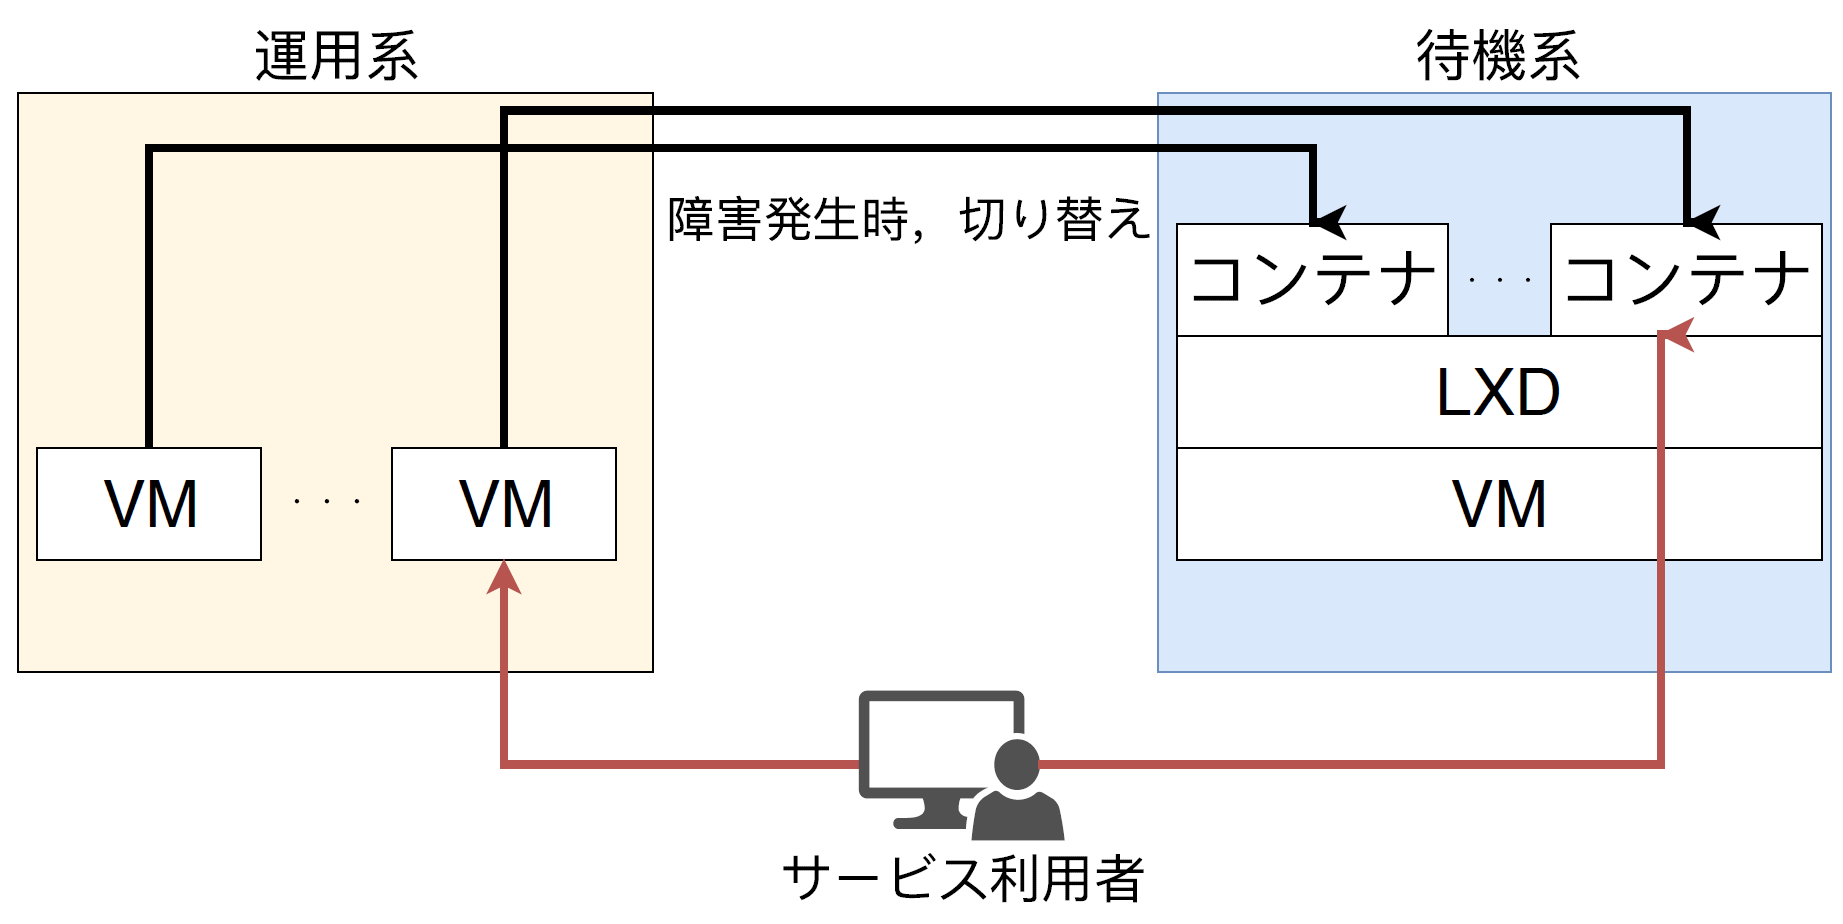 運用系
待機系
障害発生時，切り替え
コンテナ ・・・ コンテナ
LXD
VM ・・・ VM
VM
サービス利用者